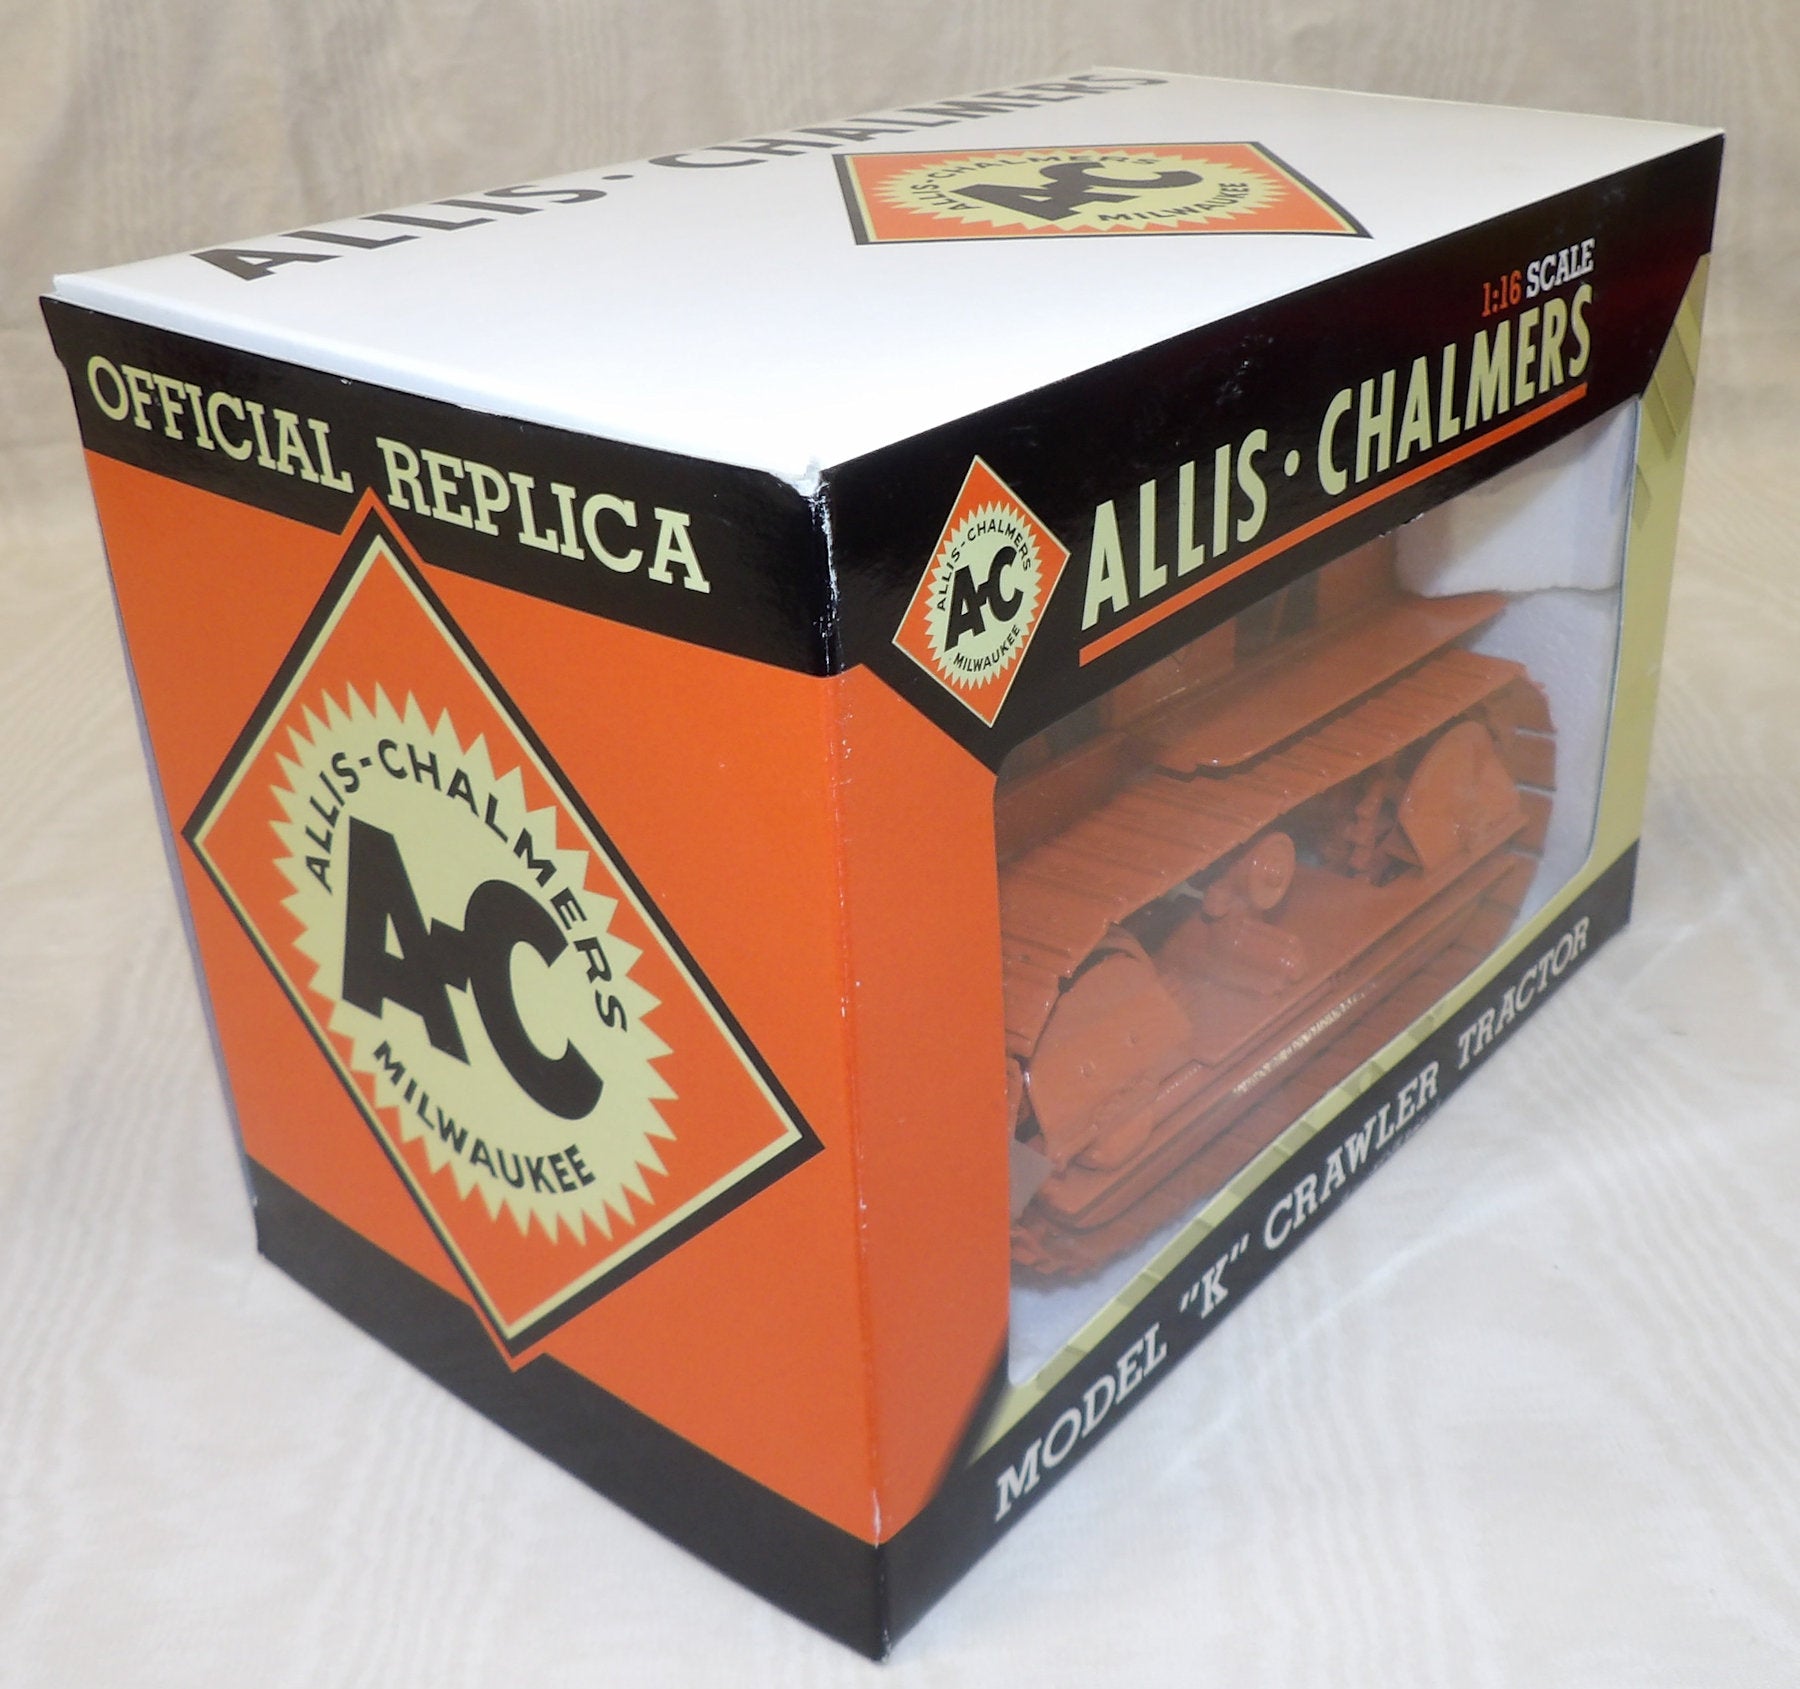 ALLIS·CHALMERS
ALLIS-CHALMERS
A-C
MILWAUKEE
OFFICIAL REPLICA
ALLIS-CHALMERS
A-C
MILWAUKEE
1:16 SCALE
ALLIS·CHALMERS
ALLIS-CHALMERS
A-C
MILWAUKEE
MODEL "K" CRAWLER TRACTOR